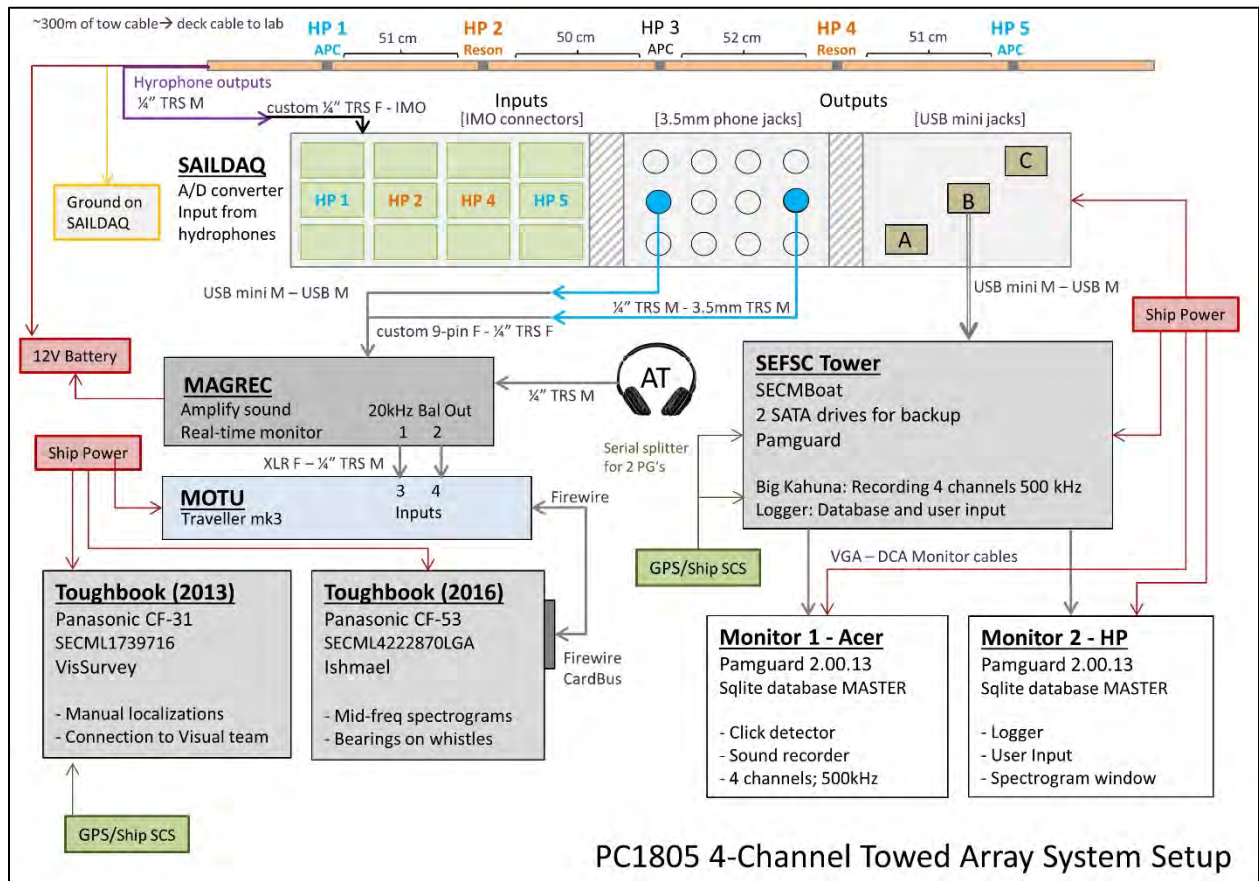 ~300m of tow cable→ deck cable to lab
HP 1
APC
51 cm
HP 2
Reson
50 cm
HP 3
APC
52 cm
HP 4
Reson
51 cm
HP 5
APC
Hyrophone outputs
¼” TRS M
custom ¼” TRS F - IMO
Inputs
[IMO connectors]
Outputs
[3.5mm phone jacks]
[USB mini jacks]
SAILDAQ
A/D converter
Input from
hydrophones
HP 1
HP 2
HP 4
HP 5
A
B
C
Ground on
SAILDAQ
USB mini M – USB M
¼” TRS M - 3.5mm TRS M
custom 9-pin F - ¼” TRS F
USB mini M – USB M
Ship Power
12V Battery
MAGREC
Amplify sound
Real-time monitor
20kHz Bal Out
1 2
AT
¼” TRS M
SEFSC Tower
SECMBoat
2 SATA drives for backup
Pamguard
Big Kahuna: Recording 4 channels 500 kHz
Logger: Database and user input
Serial splitter
for 2 PG's
Ship Power
XLR F – ¼” TRS M
MOTU
Traveller mk3
3 4
Inputs
Firewire
GPS/Ship SCS
VGA – DCA Monitor cables
Toughbook (2013)
Panasonic CF-31
SECML1739716
VisSurvey
- Manual localizations
- Connection to Visual team
Toughbook (2016)
Panasonic CF-53
SECML4222870LGA
Ishmael
- Mid-freq spectrograms
- Bearings on whistles
Firewire
CardBus
Monitor 1 - Acer
Pamguard 2.00.13
Sqlite database MASTER
- Click detector
- Sound recorder
- 4 channels; 500kHz
Monitor 2 - HP
Pamguard 2.00.13
Sqlite database MASTER
- Logger
- User Input
- Spectrogram window
GPS/Ship SCS
PC1805 4-Channel Towed Array System Setup